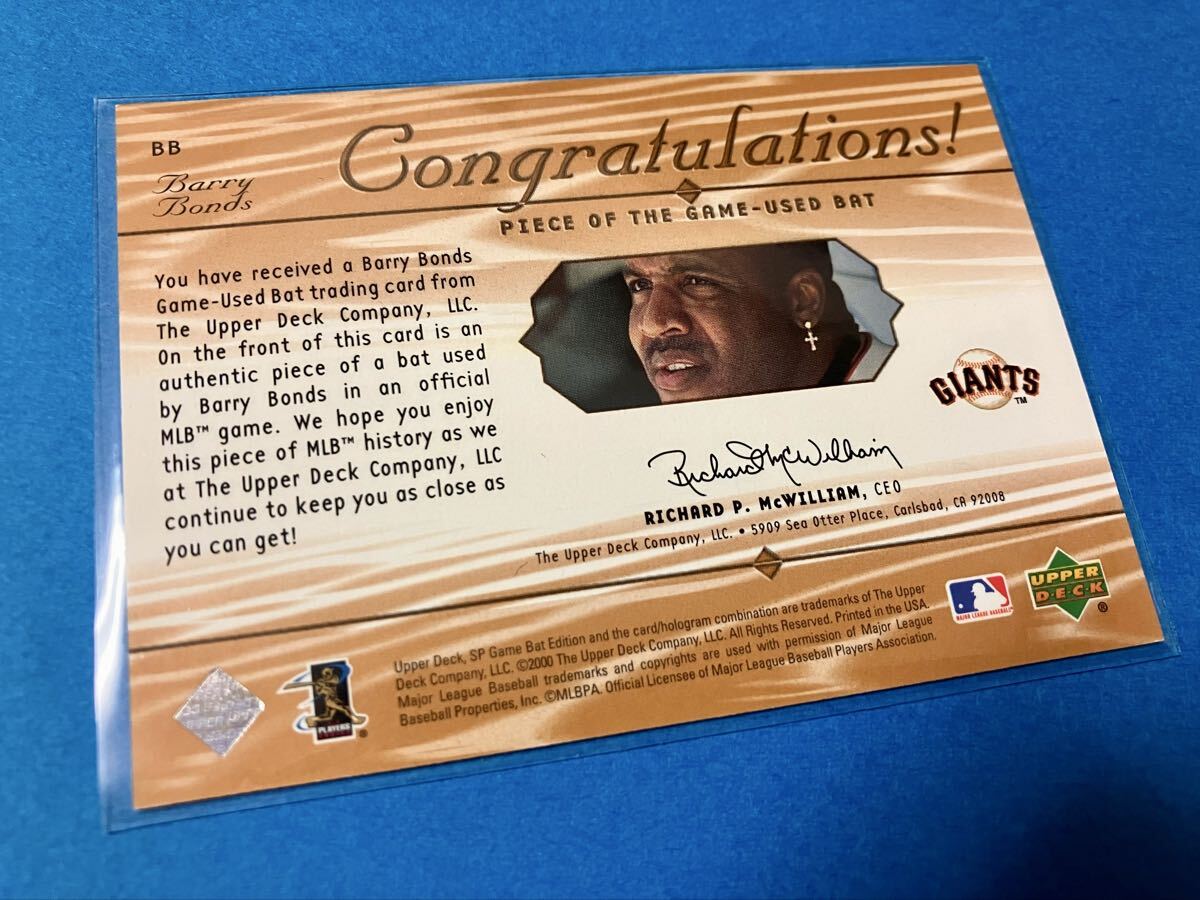 BB
Barry
Bonds
Congratulations!
PIECE OF THE GAME-USED BAT
You have received a Barry Bonds
Game-Used Bat trading card from
The Upper Deck Company, LLC.
On the front of this card is an
authentic piece of a bat used
by Barry Bonds in an official
MLB™ game. We hope you enjoy
this piece of MLB™ history as we
at The Upper Deck Company, LLC
continue to keep you as close as
you can get!
GIANTS™
Richard McWilliam
RICHARD P. McWILLIAM, CEO
The Upper Deck Company, LLC. • 5909 Sea Otter Place, Carlsbad, CA 92008
Upper Deck, SP Game Bat Edition and the card/hologram combination are trademarks of The Upper
Deck Company, LLC. ©2000 The Upper Deck Company, LLC. All Rights Reserved. Printed in the USA.
Major League Baseball trademarks and copyrights are used with permission of Major League
Baseball Properties, Inc. ©MLBPA. Official Licensee of Major League Baseball Players Association.
PLAYERS
®
MAJOR LEAGUE BASEBALL
UPPER
D·E·C·K
®